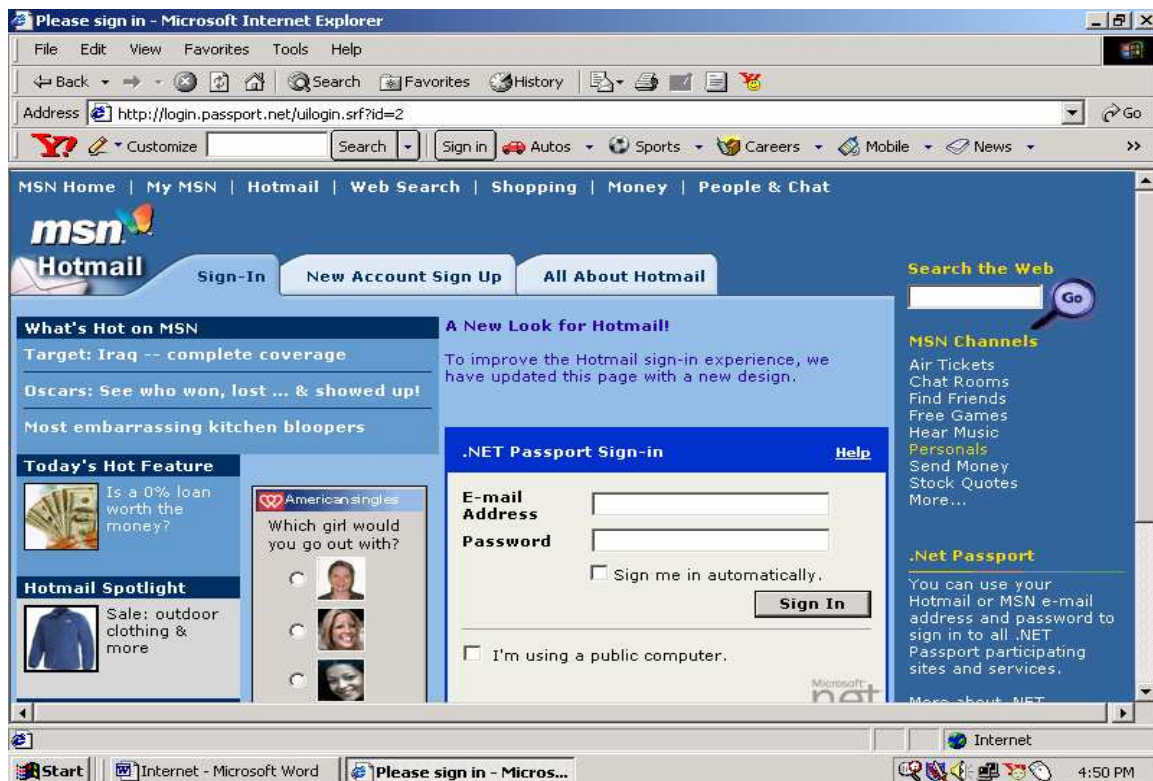 Please sign in - Microsoft Internet Explorer
File Edit View Favorites Tools Help
Back Search Favorites History
Address http://login.passport.net/uilogin.srf?id=2 Go
Y? Customize Search Sign in Autos Sports Careers Mobile News >>
MSN Home | My MSN | Hotmail | Web Search | Shopping | Money | People & Chat
msn
Hotmail
Sign-In New Account Sign Up All About Hotmail
What's Hot on MSN
Target: Iraq -- complete coverage
Oscars: See who won, lost ... & showed up!
Most embarrassing kitchen bloopers
Today's Hot Feature
Is a 0% loan
worth the
money?
Hotmail Spotlight
Sale: outdoor
clothing &
more
Americansingles
Which girl would
you go out with?
A New Look for Hotmail!
To improve the Hotmail sign-in experience, we
have updated this page with a new design.
.NET Passport Sign-in Help
E-mail
Address
Password
Sign me in automatically.
Sign In
I'm using a public computer.
Microsoft
net
Search the Web
Go
MSN Channels
Air Tickets
Chat Rooms
Find Friends
Free Games
Hear Music
Personals
Send Money
Stock Quotes
More...
.Net Passport
You can use your
Hotmail or MSN e-mail
address and password to
sign in to all .NET
Passport participating
sites and services.
More about .NET
Internet
Start Internet - Microsoft Word Please sign in - Micros... 4:50 PM